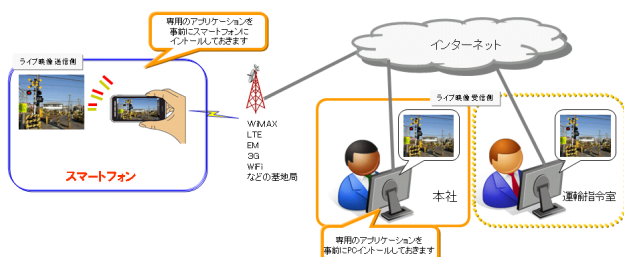 専用のアプリケーションを
事前にスマートフォンに
イントールしておきます
ライブ映像送信側
スマートフォン
WiMAX
LTE
EM
3G
WiFi
などの基地局
インターネット
ライブ映像受信側
本社
運輸指令室
専用のアプリケーションを
事前にPCイントールしておきます